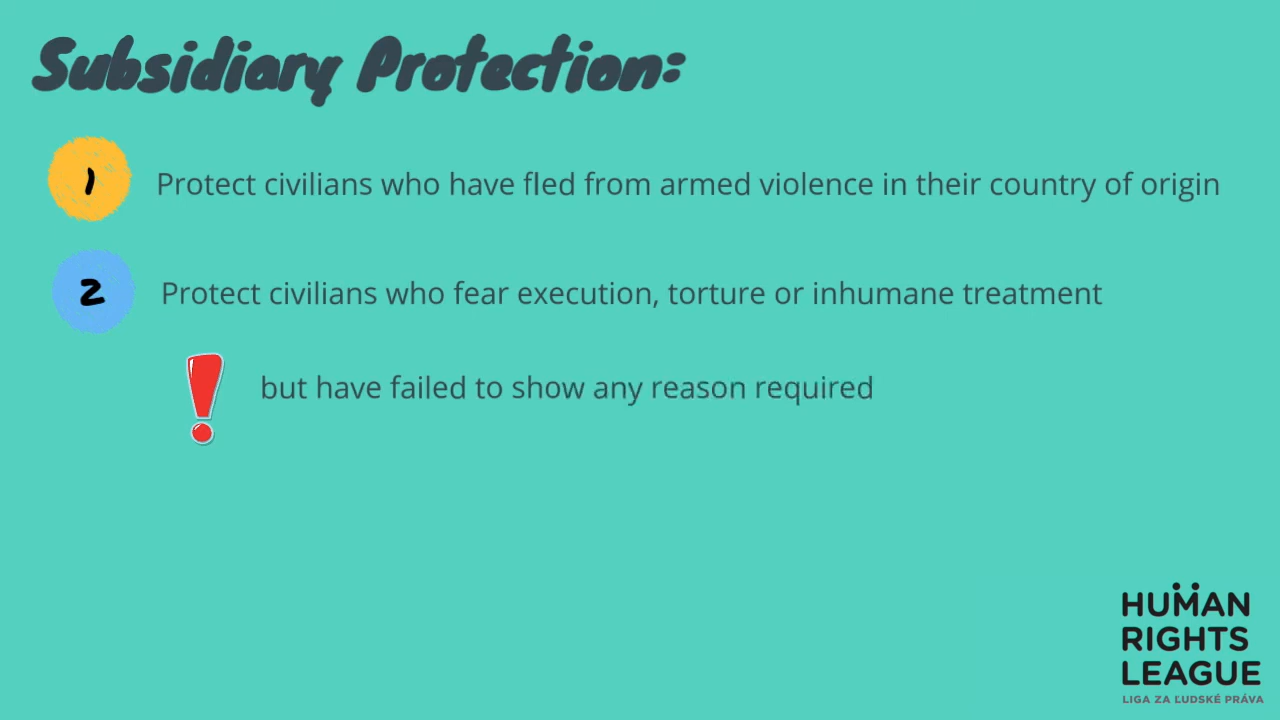 Subsidiary Protection:
1
Protect civilians who have fled from armed violence in their country of origin
2
Protect civilians who fear execution, torture or inhumane treatment
but have failed to show any reason required
HUMAN
RIGHTS
LEAGUE
LIGA ZA ĽUDSKÉ PRÁVA